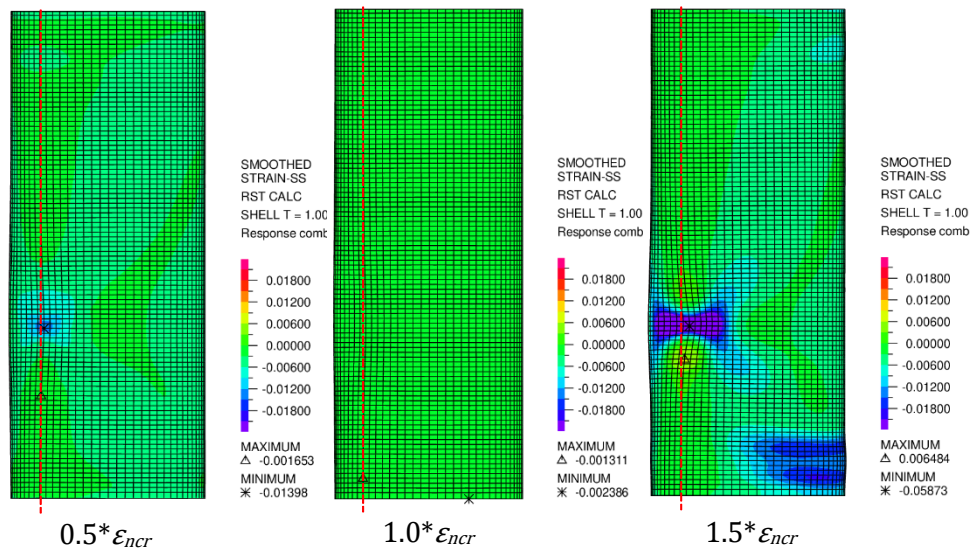 SMOOTHED
STRAIN-SS
RST CALC
SHELL T = 1.00
Response comb
0.01800
0.01200
0.00600
0.00000
-0.00600
-0.01200
-0.01800
MAXIMUM
-0.001653
MINIMUM
-0.01398
0.5*εncr
SMOOTHED
STRAIN-SS
RST CALC
SHELL T = 1.00
Response comb
0.01800
0.01200
0.00600
0.00000
-0.00600
-0.01200
-0.01800
MAXIMUM
-0.001311
MINIMUM
-0.002386
1.0*εncr
SMOOTHED
STRAIN-SS
RST CALC
SHELL T = 1.00
Response comb
0.01800
0.01200
0.00600
0.00000
-0.00600
-0.01200
-0.01800
MAXIMUM
0.006484
MINIMUM
-0.05873
1.5*εncr